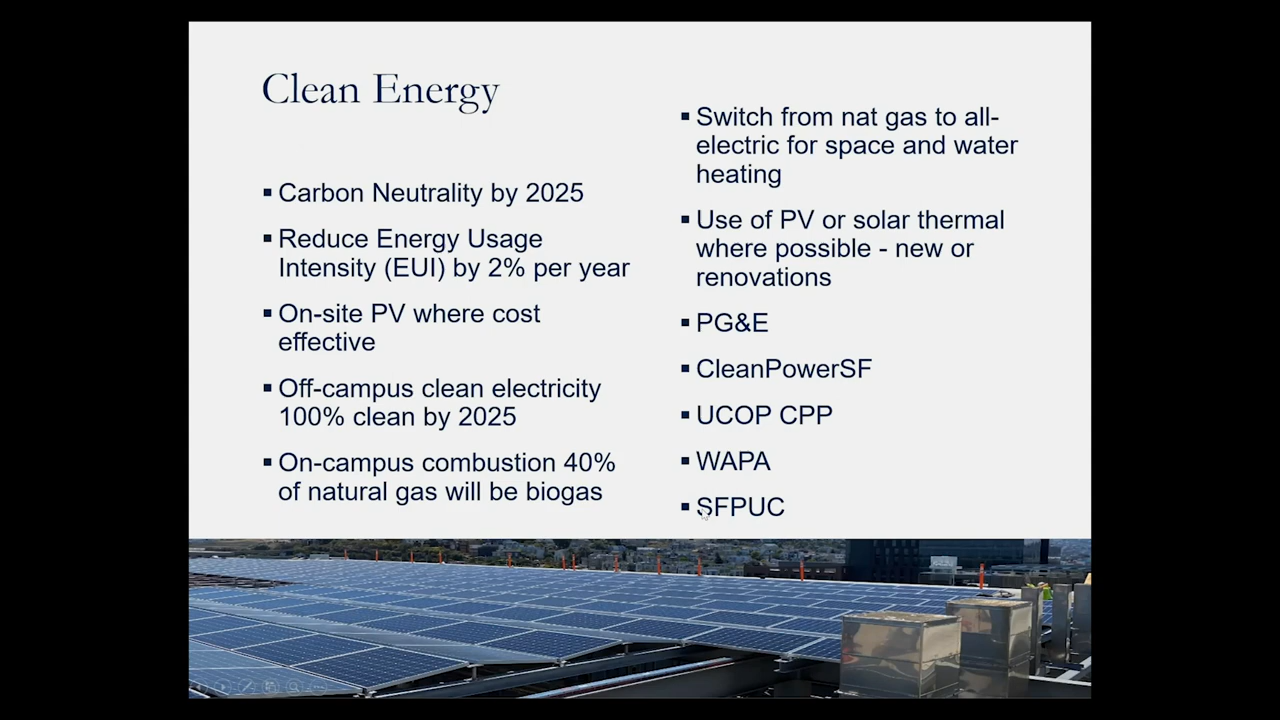 Clean Energy
▪ Carbon Neutrality by 2025
▪ Reduce Energy Usage
Intensity (EUI) by 2% per year
▪ On-site PV where cost
effective
▪ Off-campus clean electricity
100% clean by 2025
▪ On-campus combustion 40%
of natural gas will be biogas
▪ Switch from nat gas to all-
electric for space and water
heating
▪ Use of PV or solar thermal
where possible - new or
renovations
▪ PG&E
▪ CleanPowerSF
▪ UCOP CPP
▪ WAPA
▪ SFPUC